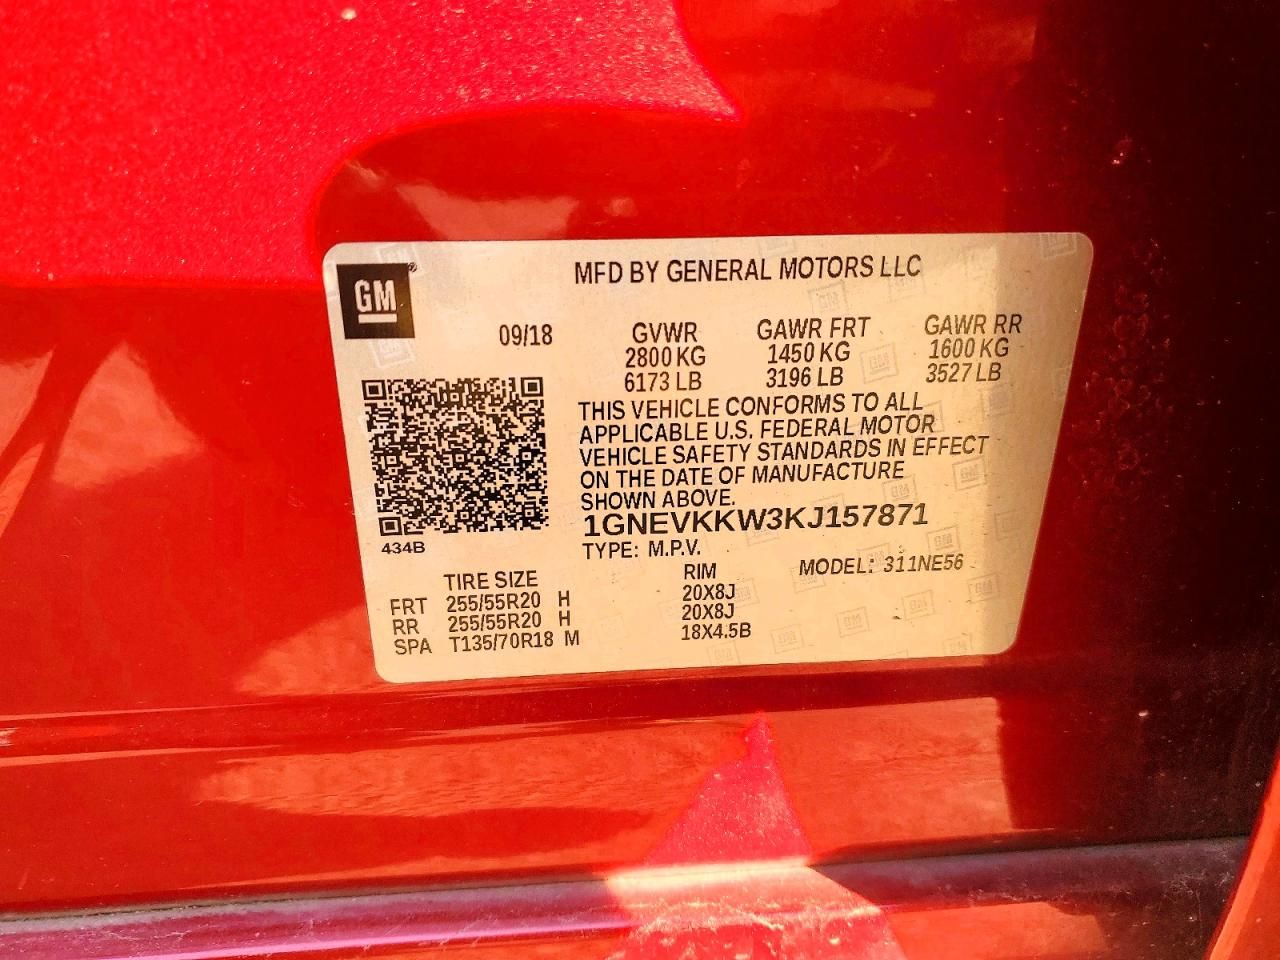 GM
MFD BY GENERAL MOTORS LLC
09/18 GVWR GAWR FRT GAWR RR
2800 KG 1450 KG 1600 KG
6173 LB 3196 LB 3527 LB
THIS VEHICLE CONFORMS TO ALL
APPLICABLE U.S. FEDERAL MOTOR
VEHICLE SAFETY STANDARDS IN EFFECT
ON THE DATE OF MANUFACTURE
SHOWN ABOVE.
1GNEVKKW3KJ157871
434B
TYPE: M.P.V. MODEL: 311NE56
TIRE SIZE RIM
FRT 255/55R20 H 20X8J
RR 255/55R20 H 20X8J
SPA T135/70R18 M 18X4.5B